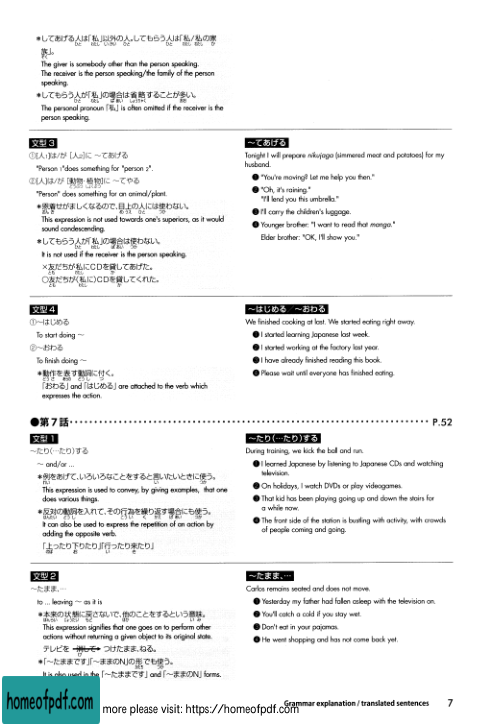 ＊してあげる人は「私」以外の人。してもらう人は「私/私の家
族」。
The giver is somebody other than the person speaking.
The receiver is the person speaking/the family of the person
speaking.
＊してもらう人が「私」の場合は省略することが多い。
The personal pronoun「私」is often omitted if the receiver is the
person speaking.
文型 3
①[人1]は/が [人2]に 〜てあげる
"Person 1"does something for "person 2".
②[人]は/が [動物・植物]に 〜てやる
"Person" does something for an animal/plant.
＊恩着せがましくなるので、目上の人には使わない。
This expression is not used towards one's superiors, as it would
sound condescending.
＊してもらう人が「私」の場合は使わない。
It is not used if the receiver is the person speaking.
×友だちが私にCDを貸してあげた。
○友だちが(私に)CDを貸してくれた。
〜てあげる
Tonight I will prepare nikujaga (simmered meat and potatoes) for my
husband.
❶ "You're moving? Let me help you then."
❷ "Oh, it's raining."
"I'll lend you this umbrella."
❸ I'll carry the children's luggage.
❹ Younger brother: "I want to read that manga."
Elder brother: "OK, I'll show you."
文型 4
①〜はじめる
To start doing 〜
②〜おわる
To finish doing 〜
＊動作を表す動詞に付く。
「おわる」and「はじめる」are attached to the verb which
expresses the action.
〜はじめる／〜おわる
We finished cooking at last. We started eating right away.
❶ I started learning Japanese last week.
❷ I started working at the factory last year.
❸ I have already finished reading this book.
❹ Please wait until everyone has finished eating.
●第7話 P.52
文型 1
〜たり(…たり)する
〜 and/or ...
＊例をあげて、いろいろなことをすると言いたいときに使う。
This expression is used to convey, by giving examples, that one
does various things.
＊反対の動詞を入れて、その行為を繰り返す場合にも使う。
It can also be used to express the repetition of an action by
adding the opposite verb.
「上ったり下りたり」「行ったり来たり」
〜たり(…たり)する
During training, we kick the ball and run.
❶ I learned Japanese by listening to Japanese CDs and watching
television.
❷ On holidays, I watch DVDs or play videogames.
❸ That kid has been playing going up and down the stairs for
a while now.
❹ The front side of the station is bustling with activity, with crowds
of people coming and going.
文型 2
〜たまま、…
to ... leaving 〜 as it is
＊本来の状態に戻さないで、他のことをするという意味。
This expression signifies that one goes on to perform other
actions without returning a given object to its original state.
テレビを 消して→ つけたまま、ねる。
＊「〜たままです」「〜ままのN」の形でも使う。
It is also used in the「〜たままです」and「〜ままのN」forms.
〜たまま、…
Carlos remains seated and does not move.
❶ Yesterday my father had fallen asleep with the television on.
❷ You'll catch a cold if you stay wet.
❸ Don't eat in your pajamas.
❹ He went shopping and has not come back yet.
Grammar explanation / translated sentences 7
homeofpdf.com
more please visit: https://homeofpdf.com